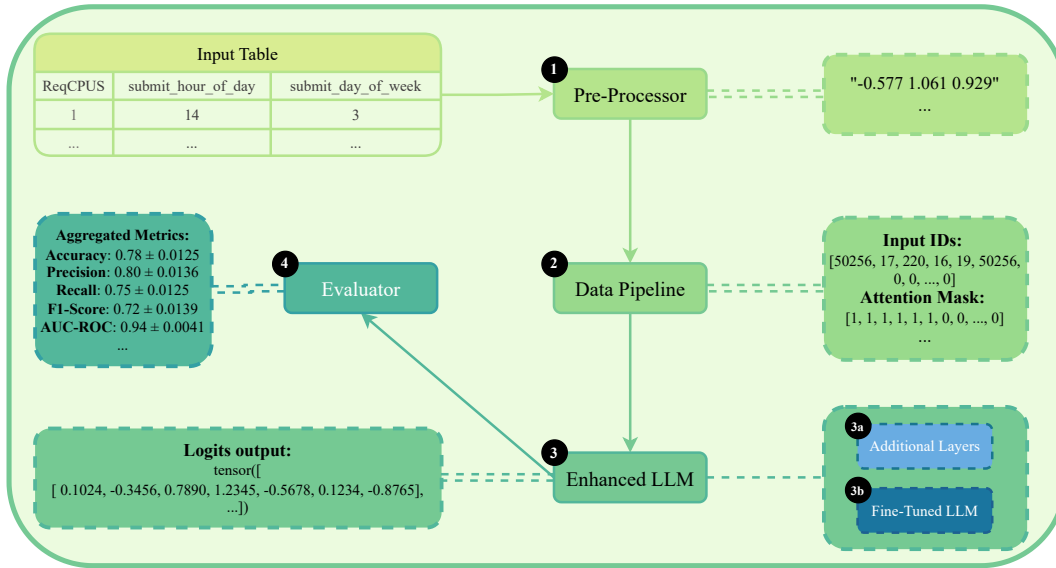 Input Table
ReqCPUS submit_hour_of_day submit_day_of_week
1 14 3
... ... ...
1
Pre-Processor
"-0.577 1.061 0.929"
...
Aggregated Metrics:
Accuracy: 0.78 ± 0.0125
Precision: 0.80 ± 0.0136
Recall: 0.75 ± 0.0125
F1-Score: 0.72 ± 0.0139
AUC-ROC: 0.94 ± 0.0041
...
4
Evaluator
2
Data Pipeline
Input IDs:
[50256, 17, 220, 16, 19, 50256,
0, 0, ..., 0]
Attention Mask:
[1, 1, 1, 1, 1, 1, 0, 0, ..., 0]
...
Logits output:
tensor([
[ 0.1024, -0.3456, 0.7890, 1.2345, -0.5678, 0.1234, -0.8765],
...])
3
Enhanced LLM
3a
Additional Layers
3b
Fine-Tuned LLM